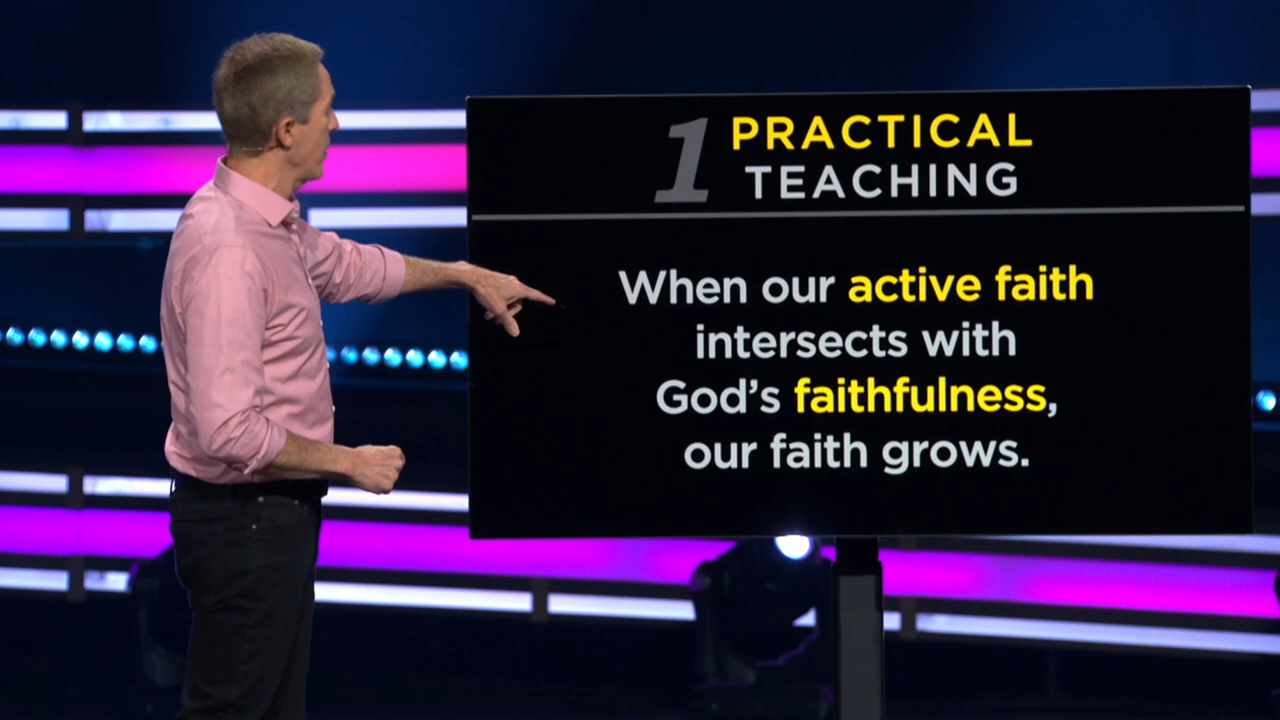 1 PRACTICAL
TEACHING
When our active faith
intersects with
God’s faithfulness,
our faith grows.